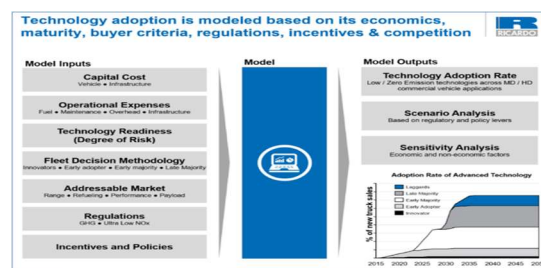 Technology adoption is modeled based on its economics,
maturity, buyer criteria, regulations, incentives & competition
RICARDO
Model Inputs
Capital Cost
Vehicle • Infrastructure
Operational Expenses
Fuel • Maintenance • Overhead • Infrastructure
Technology Readiness
(Degree of Risk)
Fleet Decision Methodology
Innovators • Early adopter • Early majority • Late Majority
Addressable Market
Range • Refueling • Performance • Payload
Regulations
GHG • Ultra Low NOx
Incentives and Policies
Model
Model Outputs
Technology Adoption Rate
Low / Zero Emission technologies across MD / HD
commercial vehicle applications
Scenario Analysis
Based on regulatory and policy levers
Sensitivity Analysis
Economic and non-economic factors
Adoption Rate of Advanced Technology
% of new truck sales
Laggards
Late Majority
Early Majority
Early Adopter
Innovator
2015 2020 2025 2030 2035 2040 2045